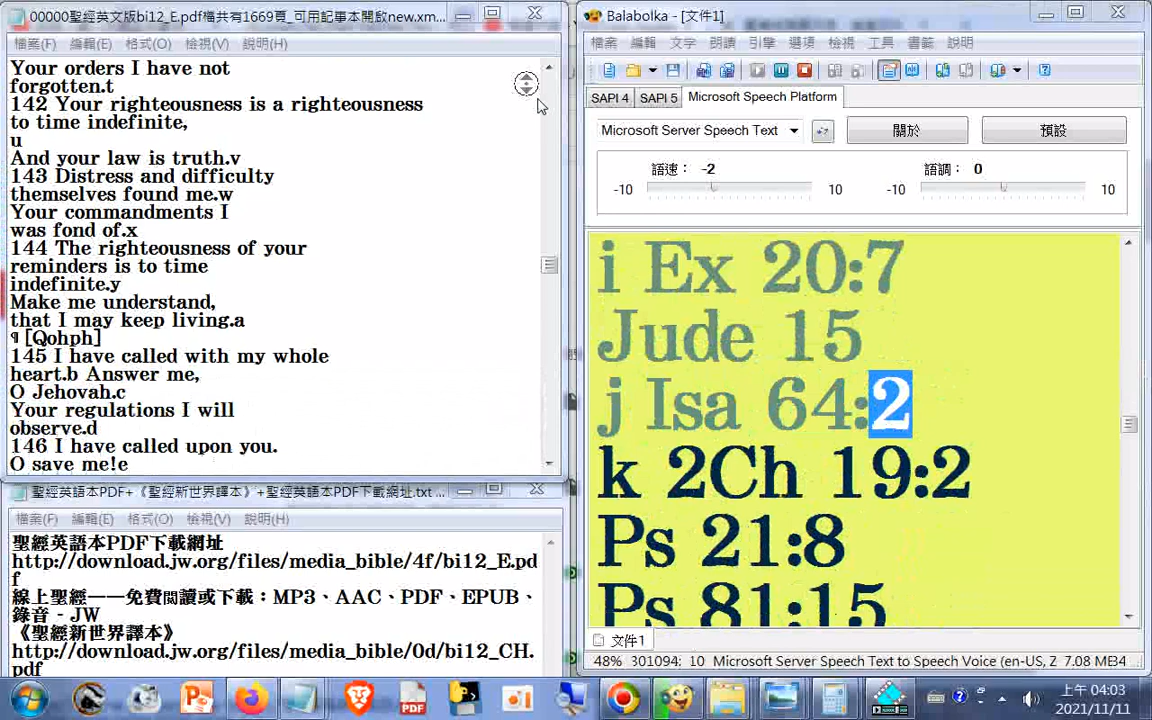 00000聖經英文版bi12_E.pdf檔共有1669頁_可用記事本開啟new.xm...
檔案(F) 編輯(E) 格式(O) 檢視(V) 說明(H)
Your orders I have not
forgotten.t
142 Your righteousness is a righteousness
to time indefinite,
u
And your law is truth.v
143 Distress and difficulty
themselves found me.w
Your commandments I
was fond of.x
144 The righteousness of your
reminders is to time
indefinite.y
Make me understand,
that I may keep living.a
¶ [Qohph]
145 I have called with my whole
heart.b Answer me,
O Jehovah.c
Your regulations I will
observe.d
146 I have called upon you.
O save me!e
聖經英語本PDF+《聖經新世界譯本》+聖經英語本PDF下載網址.txt ...
檔案(F) 編輯(E) 格式(O) 檢視(V) 說明(H)
聖經英語本PDF下載網址
http://download.jw.org/files/media_bible/4f/bi12_E.pd
f
線上聖經——免費閱讀或下載：MP3、AAC、PDF、EPUB、
錄音 - JW
《聖經新世界譯本》
http://download.jw.org/files/media_bible/0d/bi12_CH.
pdf
Balabolka - [文件1]
檔案 編輯 文字 朗讀 引擎 選項 檢視 工具 書籤 說明
SAPI 4 SAPI 5 Microsoft Speech Platform
Microsoft Server Speech Text 關於 預設
語速： -2 語調： 0
-10 10 -10 10
i Ex 20:7
Jude 15
j Isa 64:2
k 2Ch 19:2
Ps 21:8
Ps 81:15
文件1
48% 301094: 10 Microsoft Server Speech Text to Speech Voice (en-US, Z 7.08 MB34
上午 04:03
2021/11/11